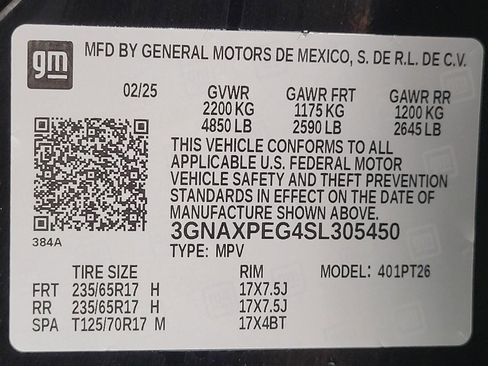 gm
MFD BY GENERAL MOTORS DE MEXICO, S. DE R.L. DE C.V.
02/25 GVWR GAWR FRT GAWR RR
2200 KG 1175 KG 1200 KG
4850 LB 2590 LB 2645 LB
THIS VEHICLE CONFORMS TO ALL
APPLICABLE U.S. FEDERAL MOTOR
VEHICLE SAFETY AND THEFT PREVENTION
STANDARDS IN EFFECT ON THE DATE OF
MANUFACTURE SHOWN ABOVE.
384A
3GNAXPEG4SL305450
TYPE: MPV
TIRE SIZE RIM MODEL: 401PT26
FRT 235/65R17 H 17X7.5J
RR 235/65R17 H 17X7.5J
SPA T125/70R17 M 17X4BT